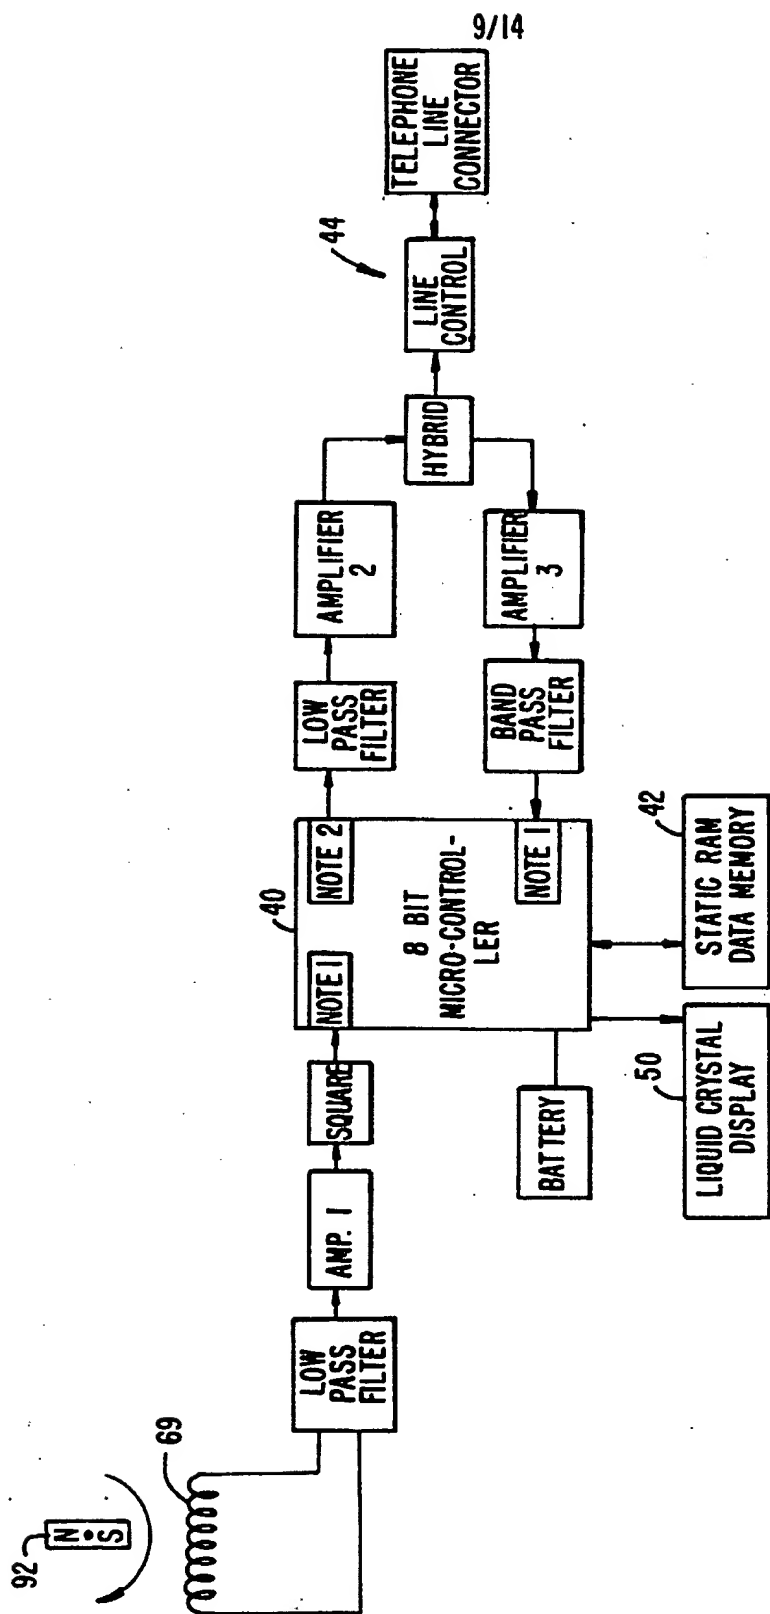 9/14
92
N
S
69
LOW
PASS
FILTER
AMP. 1
SQUARE
40
NOTE 1
NOTE 2
8 BIT
MICRO-CONTROL-
LER
NOTE 1
BATTERY
50
LIQUID CRYSTAL
DISPLAY
42
STATIC RAM
DATA MEMORY
LOW
PASS
FILTER
AMPLIFIER
2
BAND
PASS
FILTER
AMPLIFIER
3
HYBRID
44
LINE
CONTROL
TELEPHONE
LINE
CONNECTOR